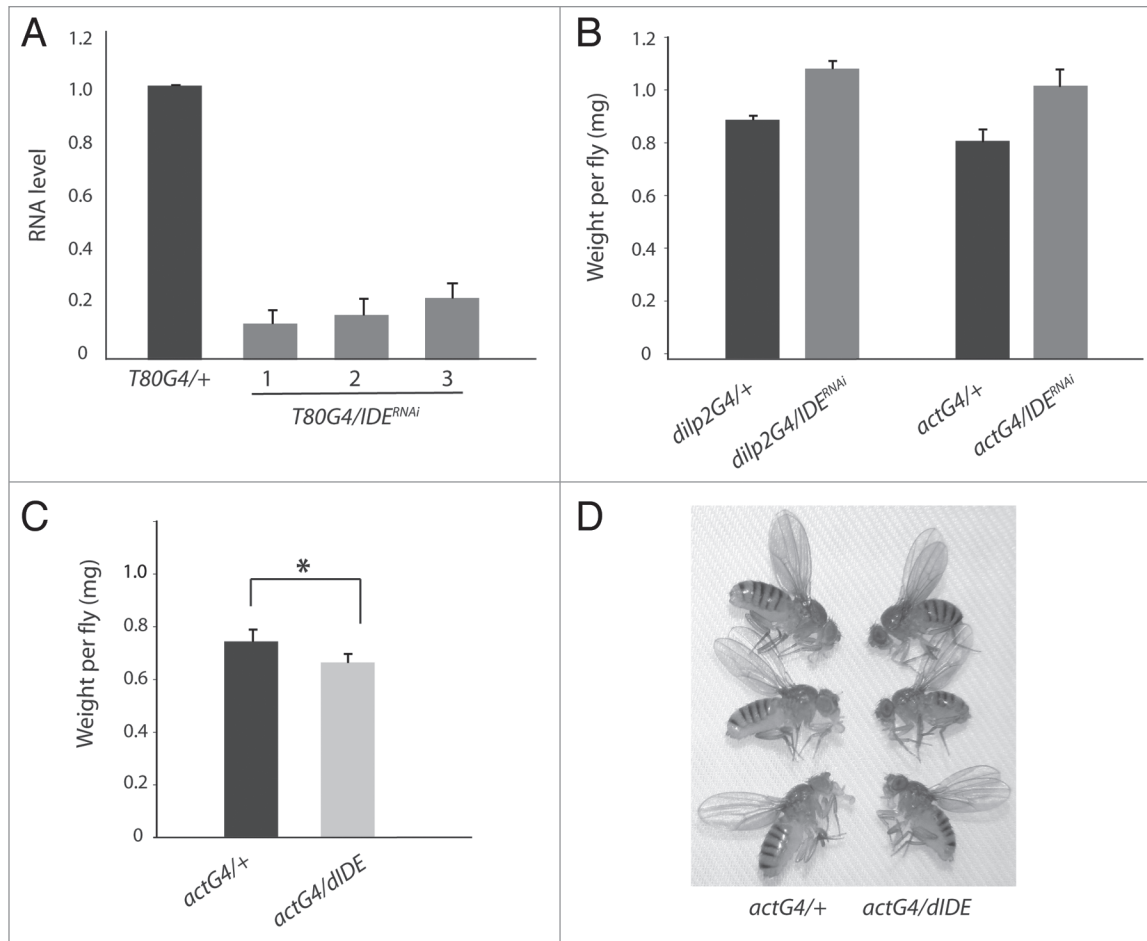 A
1.2
1.0
0.8
0.6
0.4
0.2
0
RNA level
T80G4/+
1 2 3
T80G4/IDE^RNAi
B
1.2
1.0
0.8
0.6
0.4
0.2
0
Weight per fly (mg)
dilp2G4/+
dilp2G4/IDE^RNAi
actG4/+
actG4/IDE^RNAi
C
1.0
0.8
0.6
0.4
0.2
0
Weight per fly (mg)
*
actG4/+
actG4/dIDE
D
actG4/+ actG4/dIDE